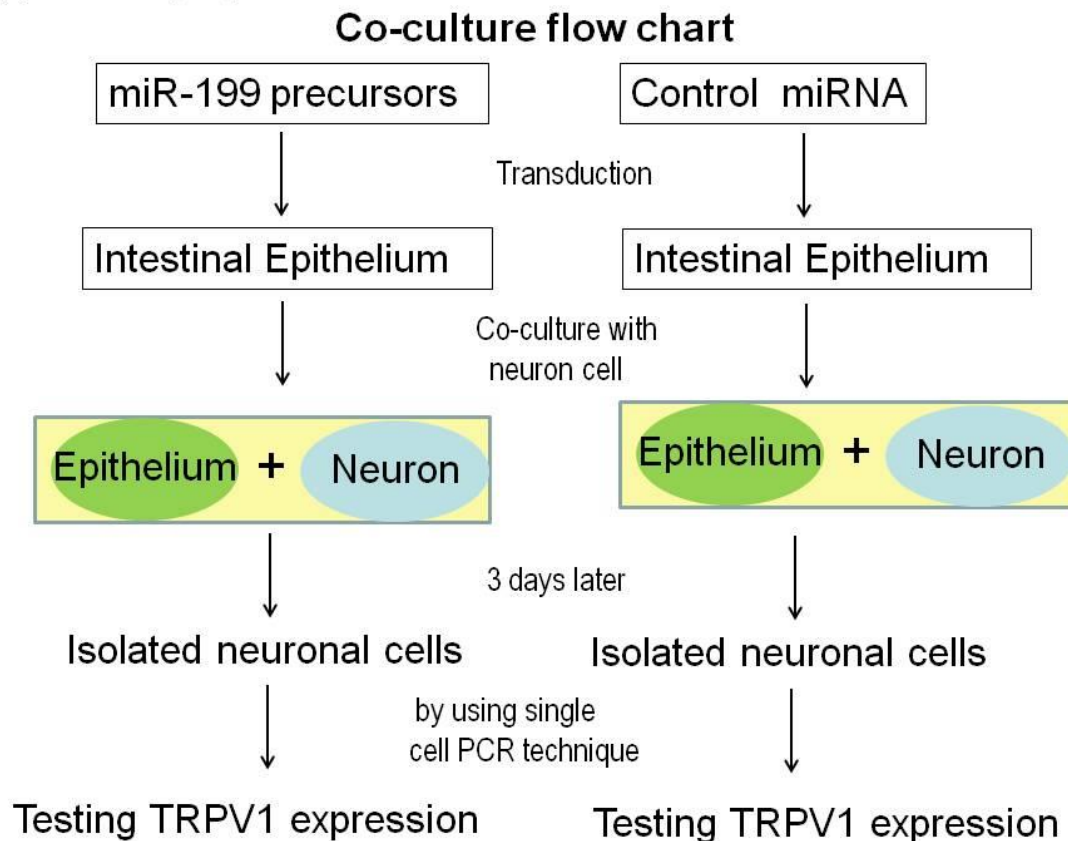 Co-culture flow chart
miR-199 precursors
Control miRNA
Transduction
Intestinal Epithelium
Intestinal Epithelium
Co-culture with
neuron cell
Epithelium + Neuron
Epithelium + Neuron
3 days later
Isolated neuronal cells
Isolated neuronal cells
by using single
cell PCR technique
Testing TRPV1 expression
Testing TRPV1 expression